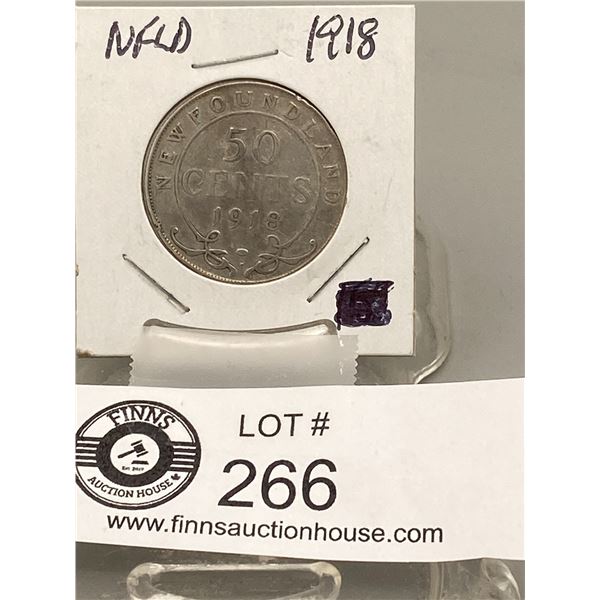 NFLD 1918
NEWFOUNDLAND
50
CENTS
1918
C
FINNS
AUCTION HOUSE
LOT #
266
www.finnsauctionhouse.com